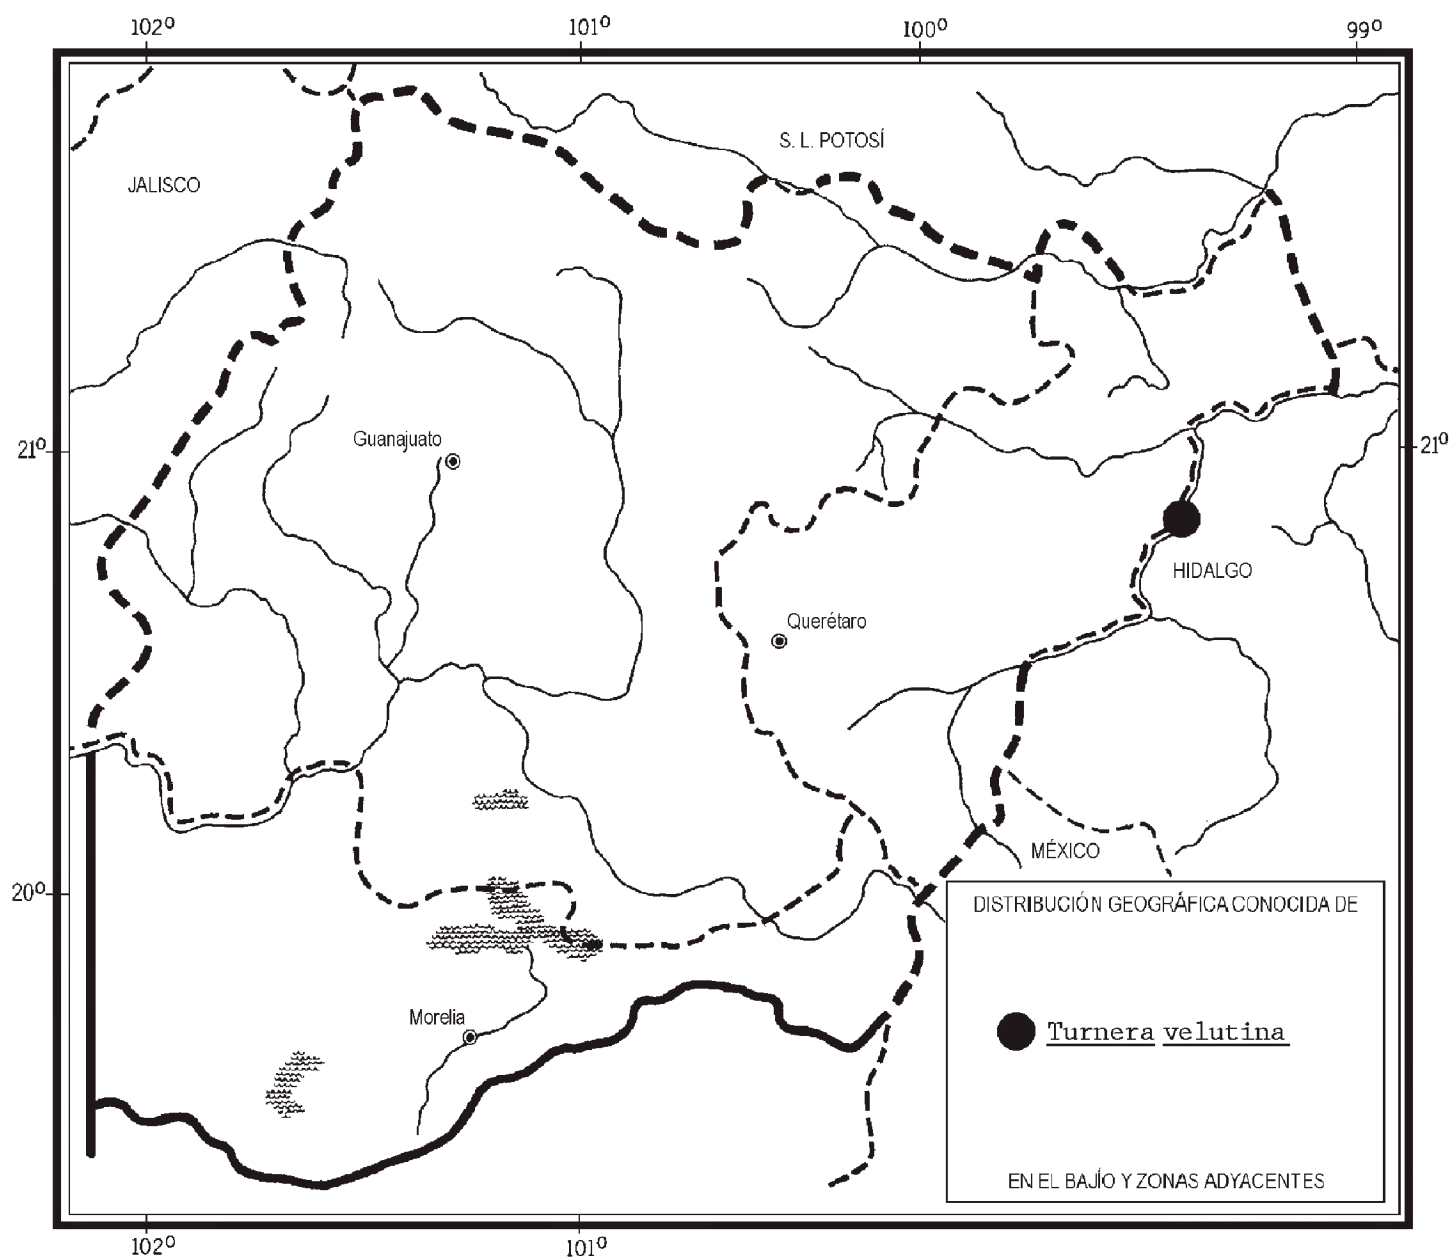 102º 101º 100º 99º
S. L. POTOSÍ
JALISCO
Guanajuato
21º 21º
HIDALGO
Querétaro
MÉXICO
20º
DISTRIBUCIÓN GEOGRÁFICA CONOCIDA DE
Morelia
Turnera velutina
EN EL BAJÍO Y ZONAS ADYACENTES
102º 101º